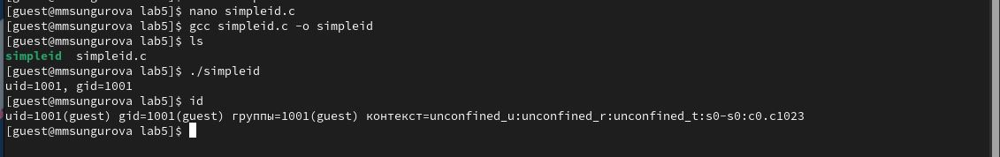 [guest@mmsungurova lab5]$ nano simpleid.c
[guest@mmsungurova lab5]$ gcc simpleid.c -o simpleid
[guest@mmsungurova lab5]$ ls
simpleid  simpleid.c
[guest@mmsungurova lab5]$ ./simpleid
uid=1001, gid=1001
[guest@mmsungurova lab5]$ id
uid=1001(guest) gid=1001(guest) группы=1001(guest) контекст=unconfined_u:unconfined_r:unconfined_t:s0-s0:c0.c1023
[guest@mmsungurova lab5]$